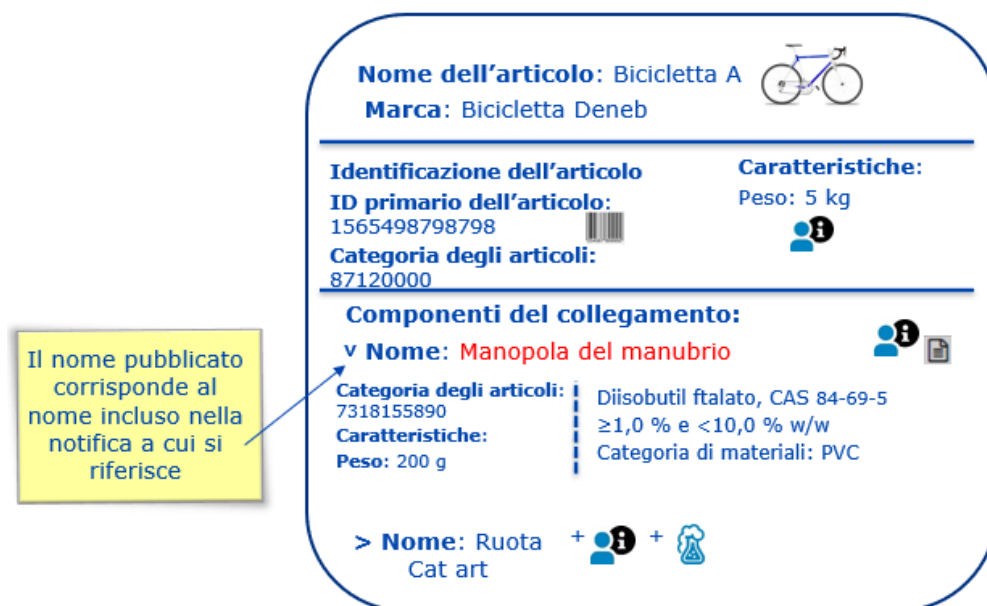 Nome dell'articolo: Bicicletta A
Marca: Bicicletta Deneb
Identificazione dell'articolo
ID primario dell'articolo:
1565498798798
Categoria degli articoli:
87120000
Caratteristiche:
Peso: 5 kg
Componenti del collegamento:
v Nome: Manopola del manubrio
Categoria degli articoli:
7318155890
Caratteristiche:
Peso: 200 g
Diisobutil ftalato, CAS 84-69-5
≥1,0 % e <10,0 % w/w
Categoria di materiali: PVC
> Nome: Ruota + +
Cat art
Il nome pubblicato
corrisponde al
nome incluso nella
notifica a cui si
riferisce